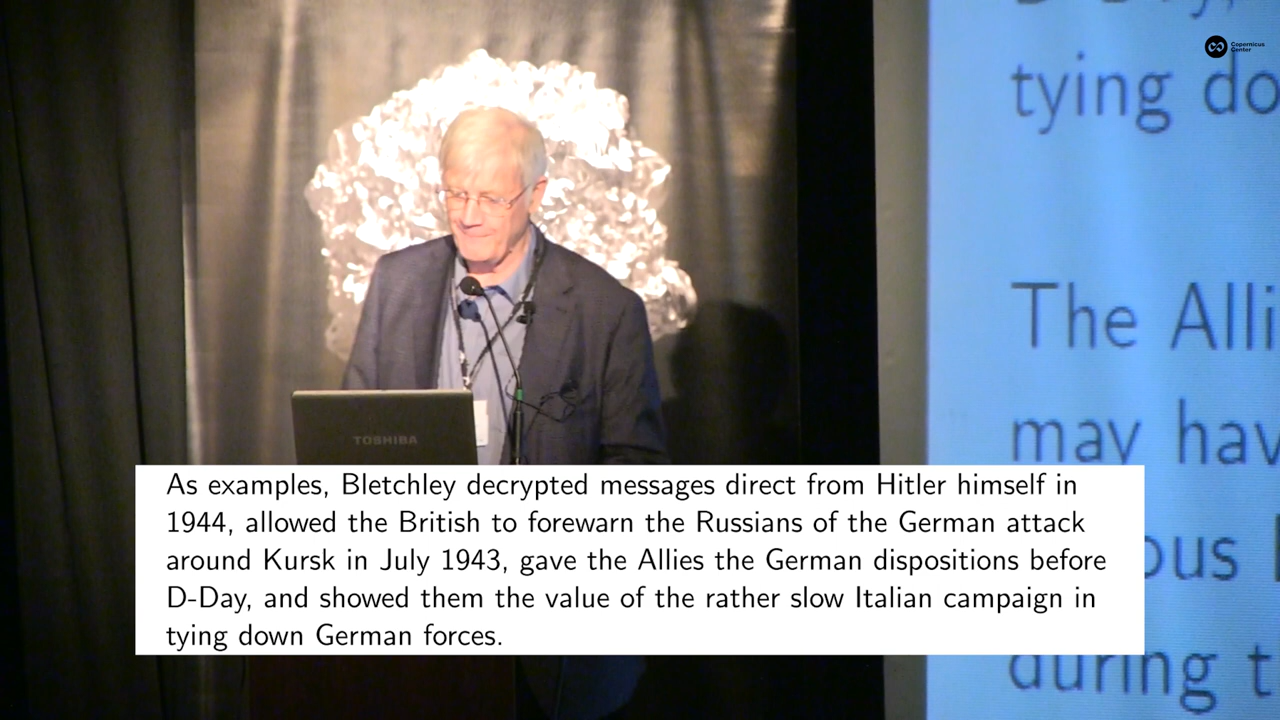 Copernicus
Center
tying do
The Alli
may hav
ous
during t
TOSHIBA
As examples, Bletchley decrypted messages direct from Hitler himself in
1944, allowed the British to forewarn the Russians of the German attack
around Kursk in July 1943, gave the Allies the German dispositions before
D-Day, and showed them the value of the rather slow Italian campaign in
tying down German forces.